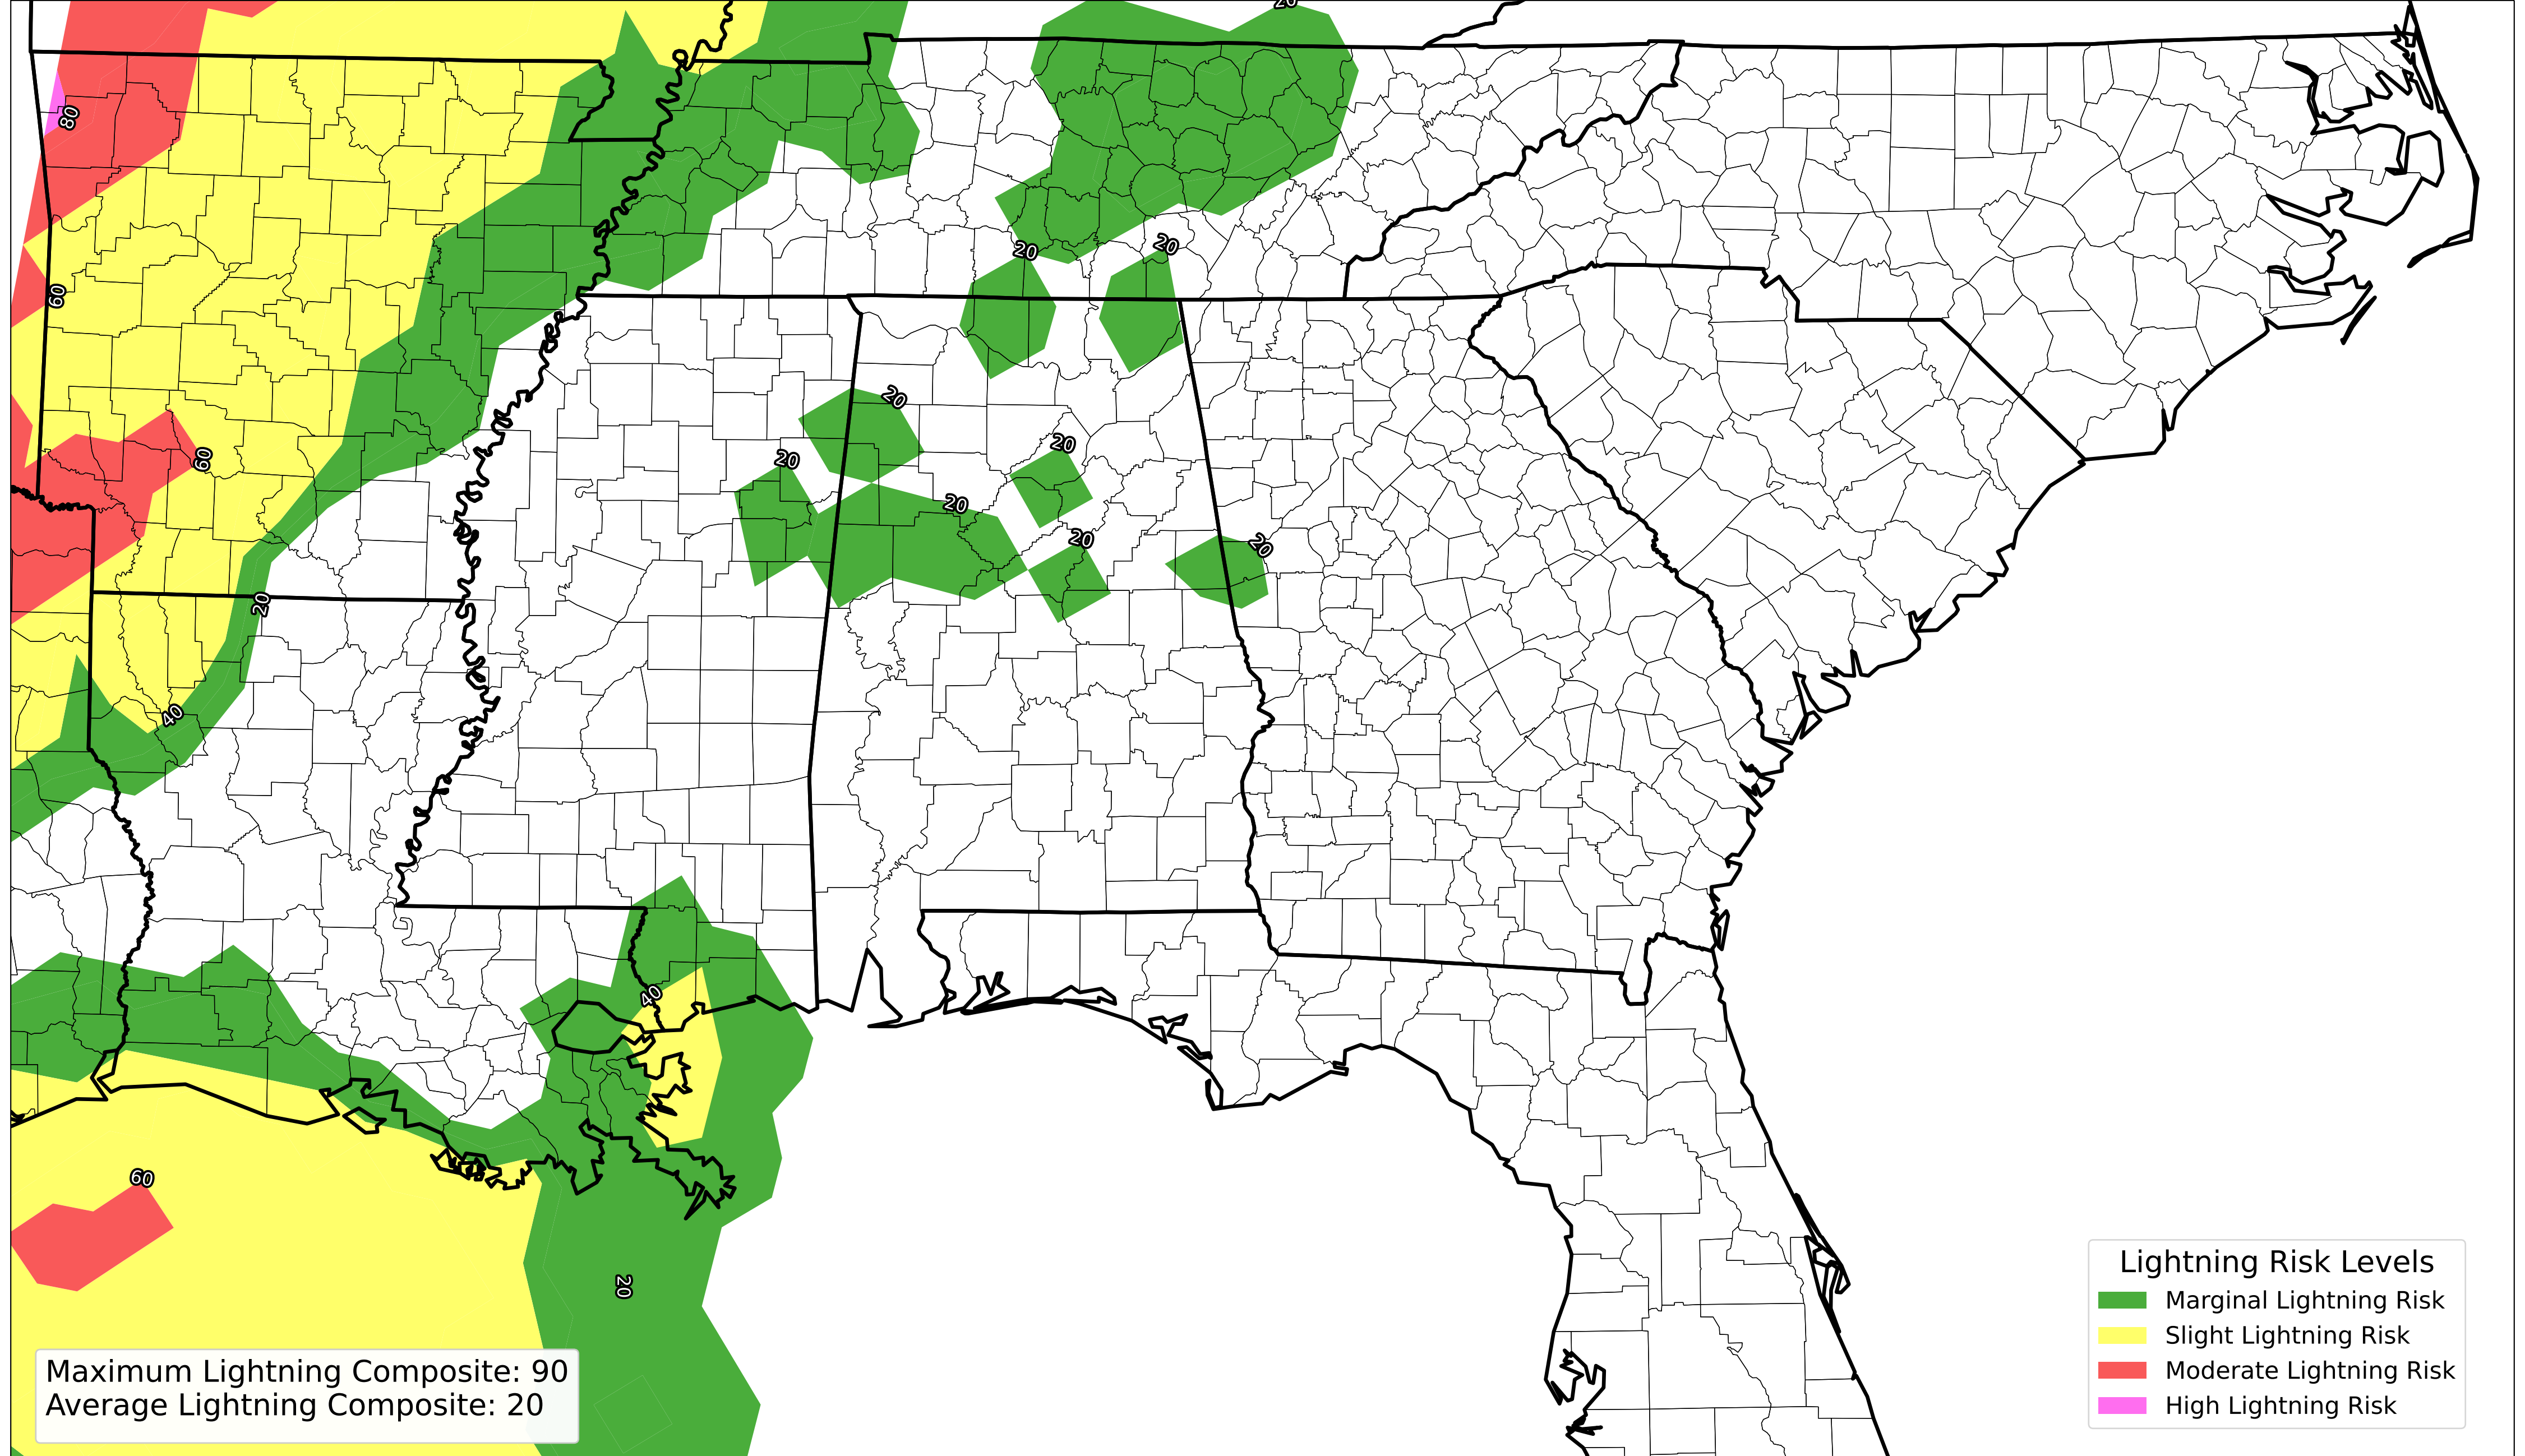 20
80
20
20
60
20
20
20
60
20
20
20
20
40
40
60
20
Lightning Risk Levels
Marginal Lightning Risk
Slight Lightning Risk
Moderate Lightning Risk
High Lightning Risk
Maximum Lightning Composite: 90
Average Lightning Composite: 20